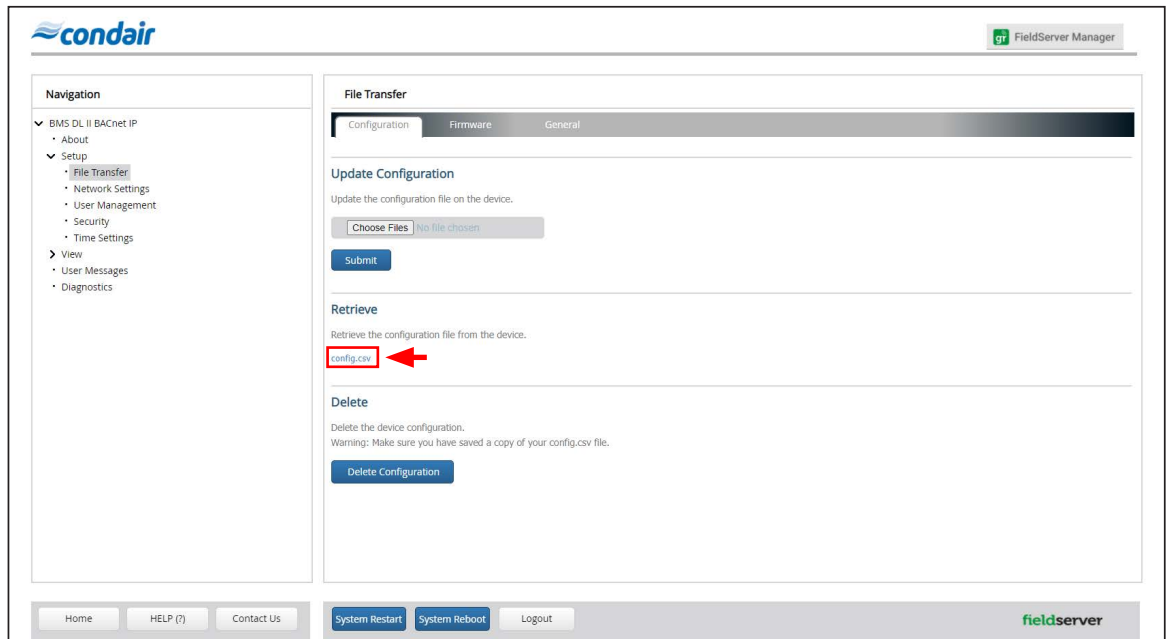 condair
gr FieldServer Manager
Navigation
BMS DL II BACnet IP
About
Setup
File Transfer
Network Settings
User Management
Security
Time Settings
View
User Messages
Diagnostics
File Transfer
Configuration Firmware General
Update Configuration
Update the configuration file on the device.
Choose Files No file chosen
Submit
Retrieve
Retrieve the configuration file from the device.
config.csv
Delete
Delete the device configuration.
Warning: Make sure you have saved a copy of your config.csv file.
Delete Configuration
Home HELP (?) Contact Us System Restart System Reboot Logout fieldserver